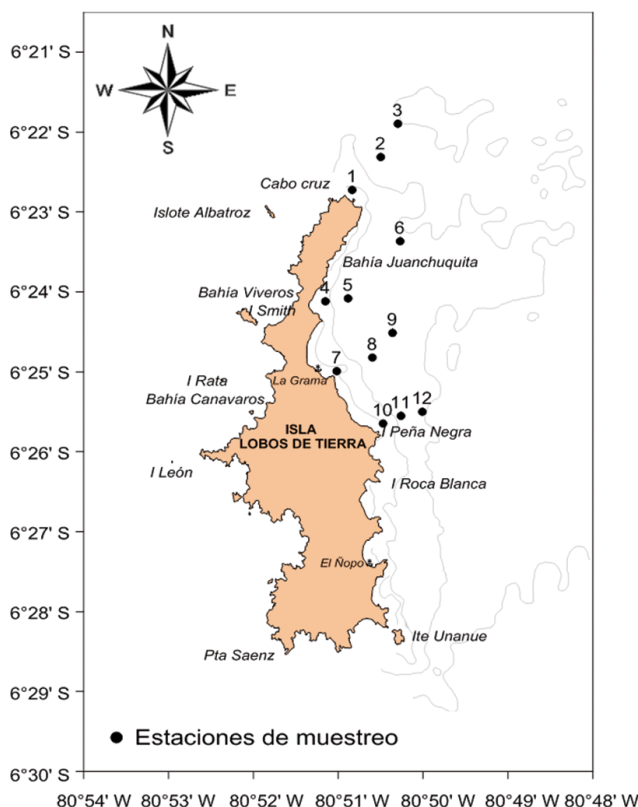 N
W E
S
6°21' S
6°22' S
6°23' S
6°24' S
6°25' S
6°26' S
6°27' S
6°28' S
6°29' S
6°30' S
3
2
1
Cabo cruz
Islote Albatroz
6
Bahía Juanchuquita
Bahía Viveros
4 5
I Smith
9
8
7
I Rata
La Grama
Bahía Canavaros
10 11 12
I Peña Negra
ISLA
LOBOS DE TIERRA
I León
I Roca Blanca
El Ñopo
Ite Unanue
Pta Saenz
Estaciones de muestreo
80°54' W 80°53' W 80°52' W 80°51' W 80°50' W 80°49' W 80°48' W